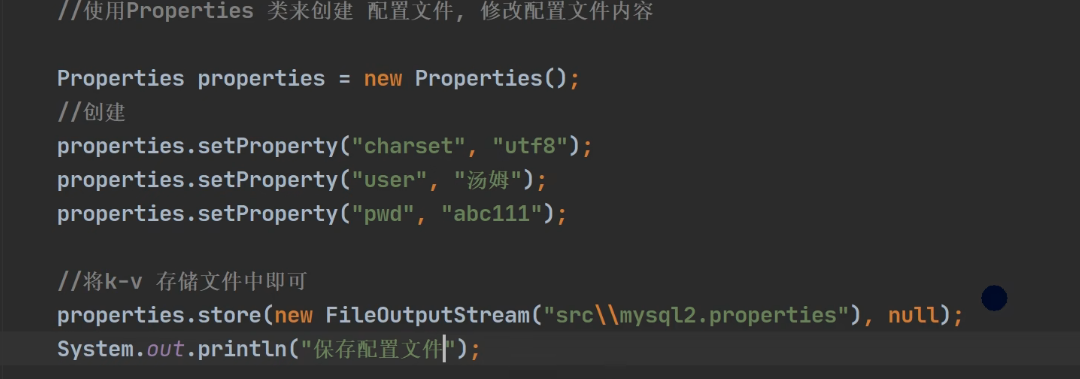 //使用Properties 类来创建 配置文件, 修改配置文件内容
Properties properties = new Properties();
//创建
properties.setProperty("charset", "utf8");
properties.setProperty("user", "汤姆");
properties.setProperty("pwd", "abc111");
//将k-v 存储文件中即可
properties.store(new FileOutputStream("src\\mysql2.properties"), null);
System.out.println("保存配置文件");